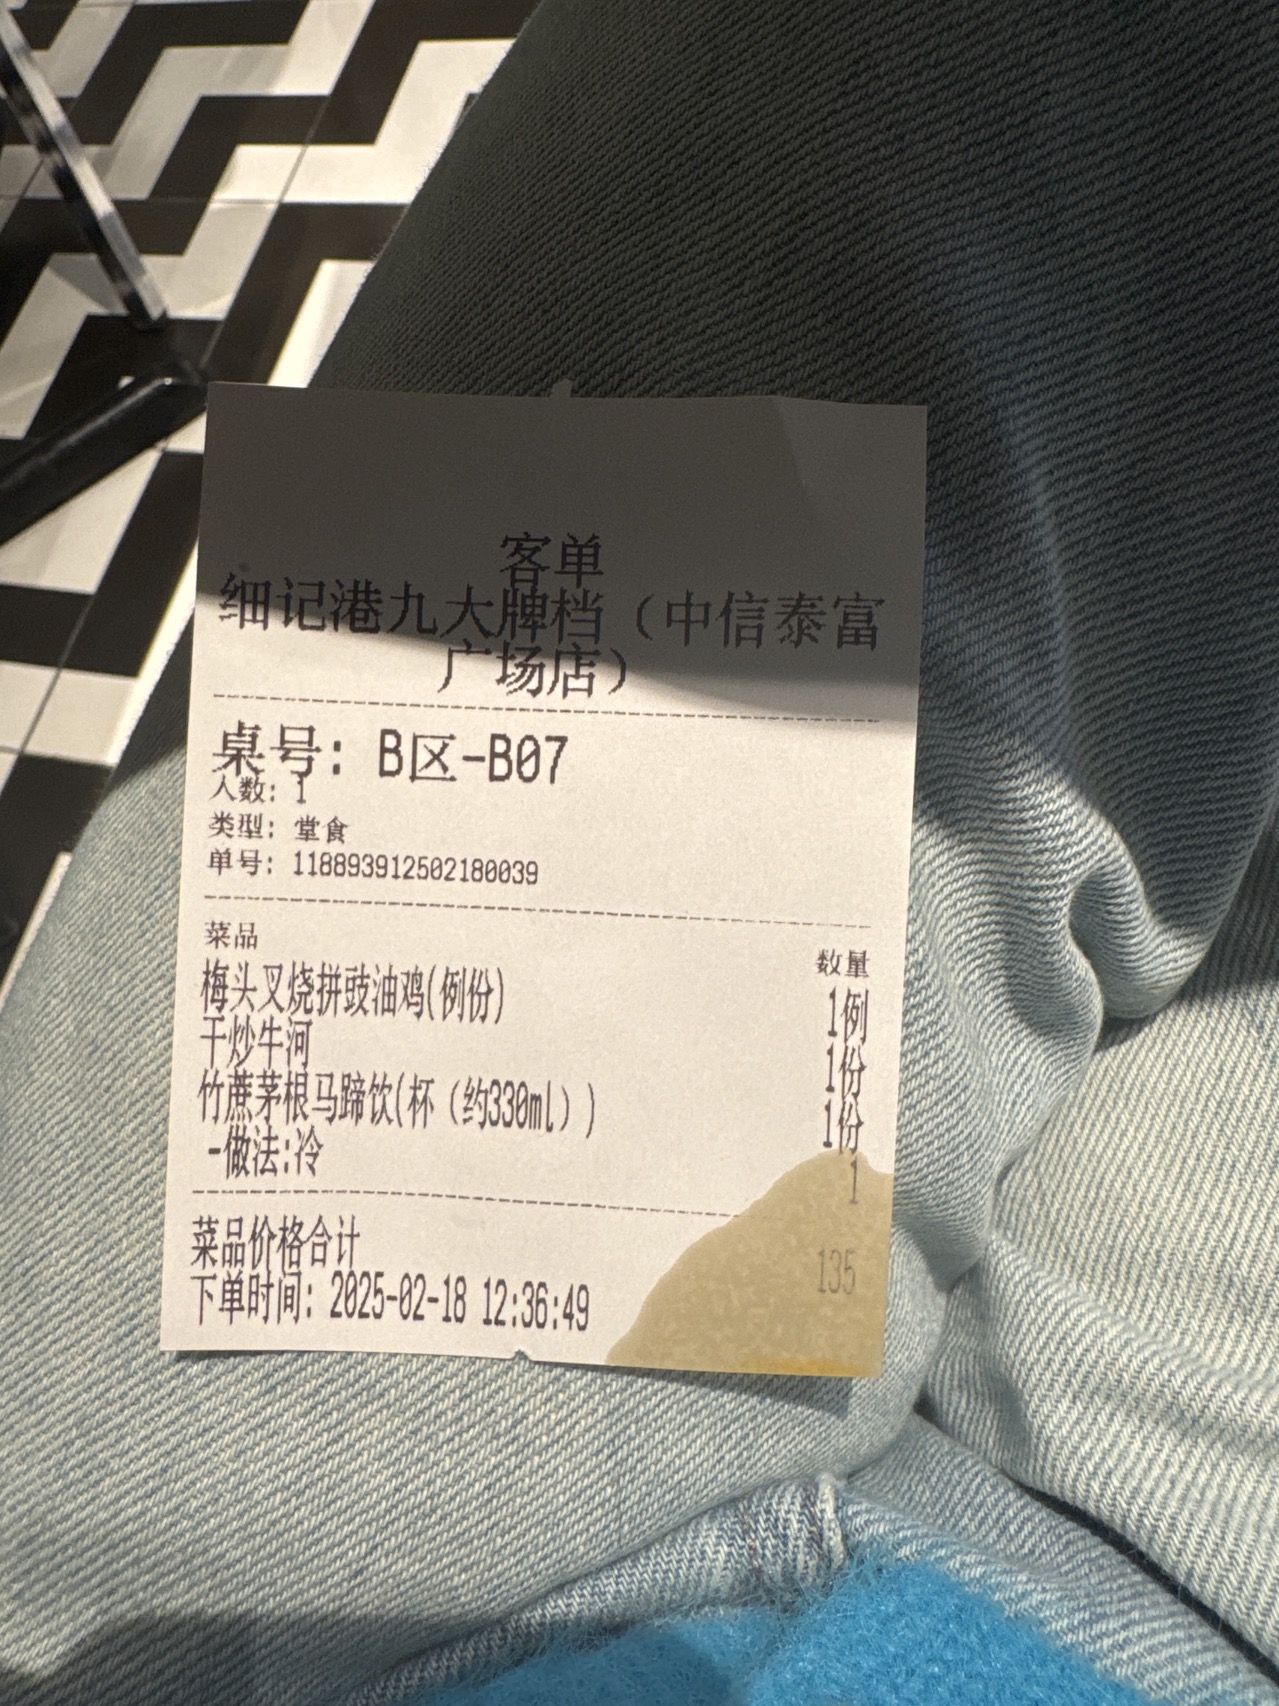 客单
细记港九大牌档（中信泰富
广场店）
桌号：B区-B07
人数：1
类型：堂食
单号：118893912502180039
菜品 数量
梅头叉烧拼豉油鸡(例份) 1例
干炒牛河 1份
竹蔗茅根马蹄饮(杯（约330ml）) 1份
-做法:冷 1
菜品价格合计 135
下单时间：2025-02-18 12:36:49